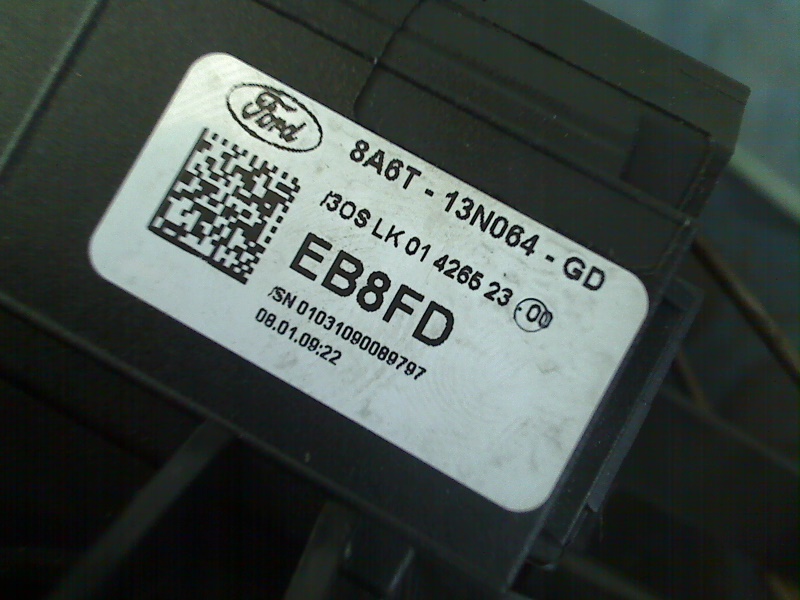 Ford
8A6T - 13N064 - GD
/3OS LK 01 4265 23 -00
EB8FD
/SN 01031090089797
08.01.09:22